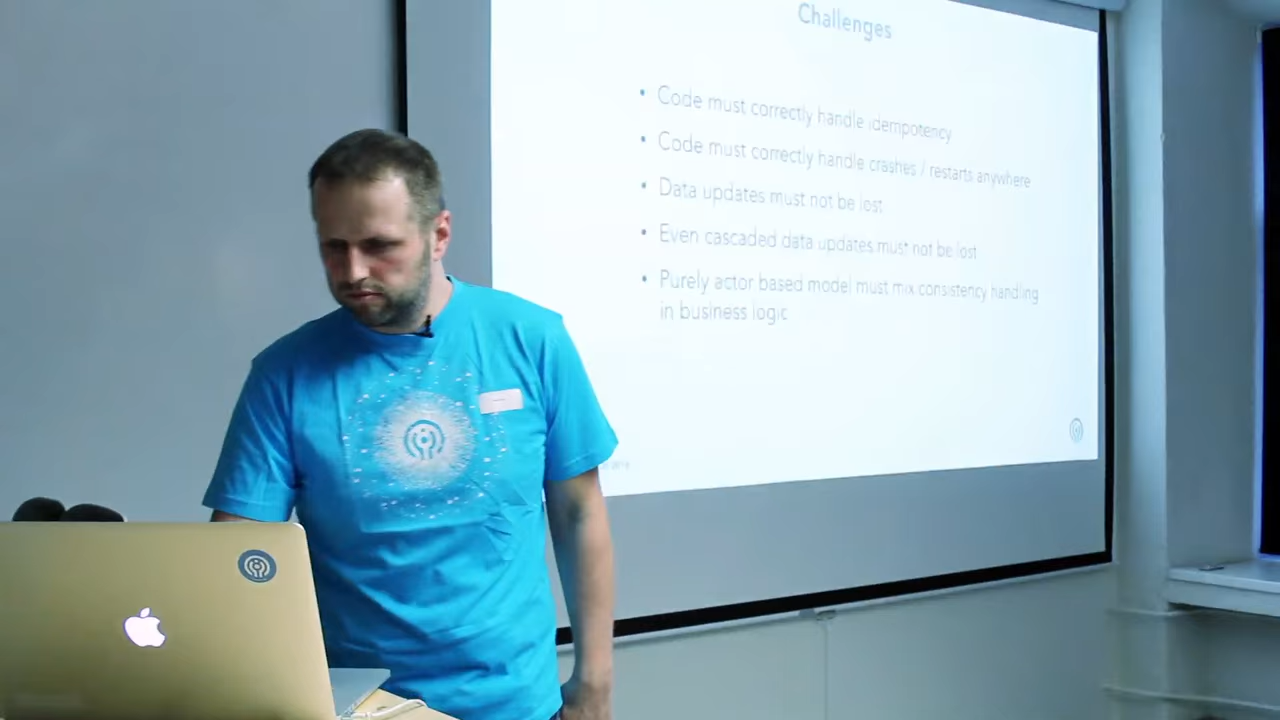 Challenges
• Code must correctly handle idempotency
• Code must correctly handle crashes / restarts anywhere
• Data updates must not be lost
• Even cascaded data updates must not be lost
• Purely actor based model must mix consistency handling
in business logic